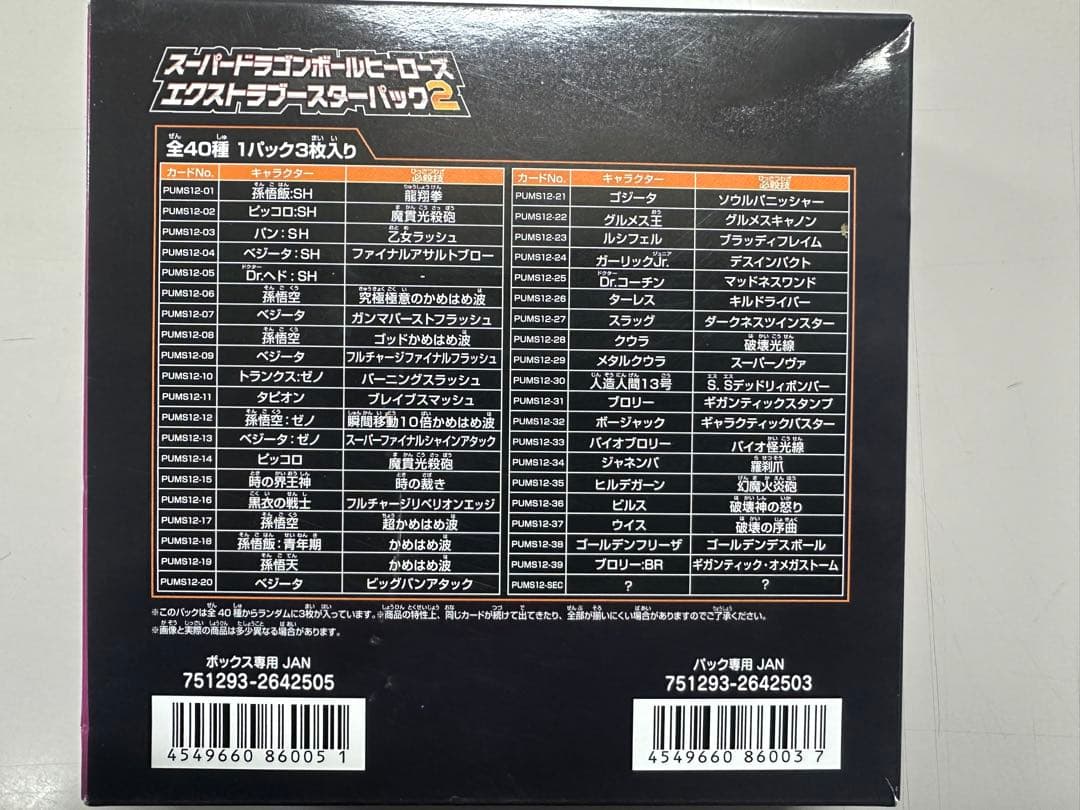 スーパードラゴンボールヒーローズ
エクストラブースターパック2
全40種 1パック3枚入り
カードNo. キャラクター 必殺技
PUMS12-01 孫悟飯:SH 龍翔拳
PUMS12-02 ピッコロ:SH 魔貫光殺砲
PUMS12-03 パン:SH 乙女ラッシュ
PUMS12-04 ベジータ:SH ファイナルアサルトブロー
PUMS12-05 Dr.ヘド:SH -
PUMS12-06 孫悟空 究極極意のかめはめ波
PUMS12-07 ベジータ ガンマバーストフラッシュ
PUMS12-08 孫悟空 ゴッドかめはめ波
PUMS12-09 ベジータ フルチャージファイナルフラッシュ
PUMS12-10 トランクス:ゼノ バーニングスラッシュ
PUMS12-11 タピオン ブレイブスマッシュ
PUMS12-12 孫悟空:ゼノ 瞬間移動10倍かめはめ波
PUMS12-13 ベジータ:ゼノ スーパーファイナルシャインアタック
PUMS12-14 ピッコロ 魔貫光殺砲
PUMS12-15 時の界王神 時の裁き
PUMS12-16 黒衣の戦士 フルチャージリベリオンエッジ
PUMS12-17 孫悟空 超かめはめ波
PUMS12-18 孫悟飯:青年期 かめはめ波
PUMS12-19 孫悟天 かめはめ波
PUMS12-20 ベジータ ビッグバンアタック
カードNo. キャラクター 必殺技
PUMS12-21 ゴジータ ソウルパニッシャー
PUMS12-22 グルメス王 グルメスキャノン
PUMS12-23 ルシフェル ブラッディフレイム
PUMS12-24 ガーリックJr. デスインパクト
PUMS12-25 Dr.コーチン マッドネスワンド
PUMS12-26 ターレス キルドライバー
PUMS12-27 スラッグ ダークネスツインスター
PUMS12-28 クウラ 破壊光線
PUMS12-29 メタルクウラ スーパーノヴァ
PUMS12-30 人造人間13号 S.Sデッドリィボンバー
PUMS12-31 ブロリー ギガンティックスタンプ
PUMS12-32 ボージャック ギャラクティックバスター
PUMS12-33 バイオブロリー バイオ怪光線
PUMS12-34 ジャネンバ 羅刹爪
PUMS12-35 ヒルデガーン 幻魔火炎砲
PUMS12-36 ビルス 破壊神の怒り
PUMS12-37 ウイス 破壊の序曲
PUMS12-38 ゴールデンフリーザ ゴールデンデスボール
PUMS12-39 ブロリー:BR ギガンティック・オメガストーム
PUMS12-SEC ? ?
※このパックは全40種からランダムに3枚が入っています。※商品の特性上、同じカードが続けて出てきたり、全部が揃いにくい場合がありますのでご了承ください。
※画像と実際の商品は多少異なる場合があります。
ボックス専用 JAN
751293-2642505
4549660 86005 1
パック専用 JAN
751293-2642503
4549660 86003 7